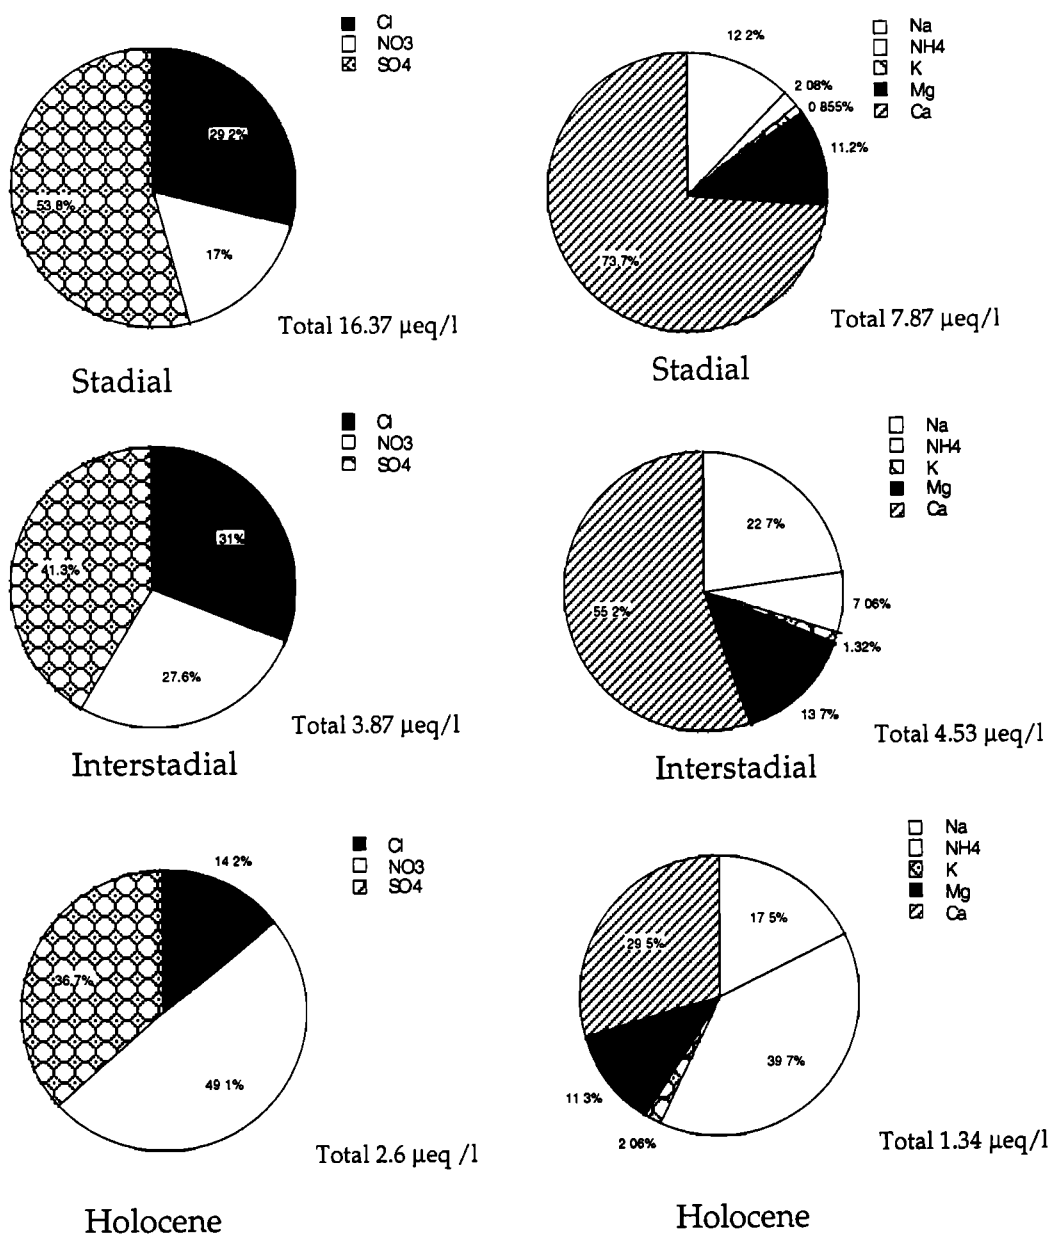 Cl
NO3
SO4
29 2%
53.8%
17%
Total 16.37 µeq/l
Stadial
Na
NH4
K
Mg
Ca
12 2%
2 08%
0 855%
11.2%
73.7%
Total 7.87 µeq/l
Stadial
Cl
NO3
SO4
31%
41.3%
27.6%
Total 3.87 µeq/l
Interstadial
Na
NH4
K
Mg
Ca
22 7%
7 06%
1.32%
55 2%
13 7%
Total 4.53 µeq/l
Interstadial
Cl
NO3
SO4
14 2%
36.7%
49 1%
Total 2.6 µeq /l
Holocene
Na
NH4
K
Mg
Ca
17 5%
29 5%
39 7%
11 3%
2 06%
Total 1.34 µeq/l
Holocene